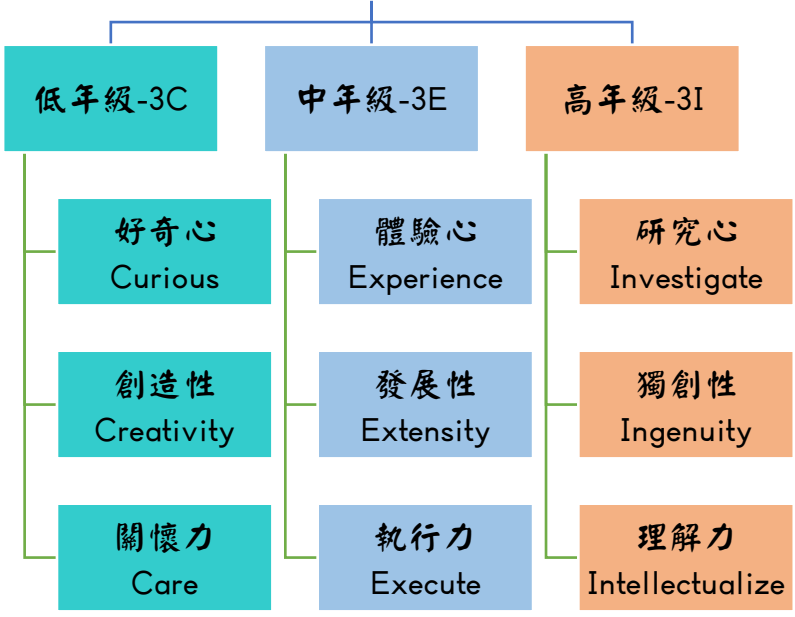 低年級-3C
好奇心
Curious
創造性
Creativity
關懷力
Care
中年級-3E
體驗心
Experience
發展性
Extensity
執行力
Execute
高年級-3I
研究心
Investigate
獨創性
Ingenuity
理解力
Intellectualize